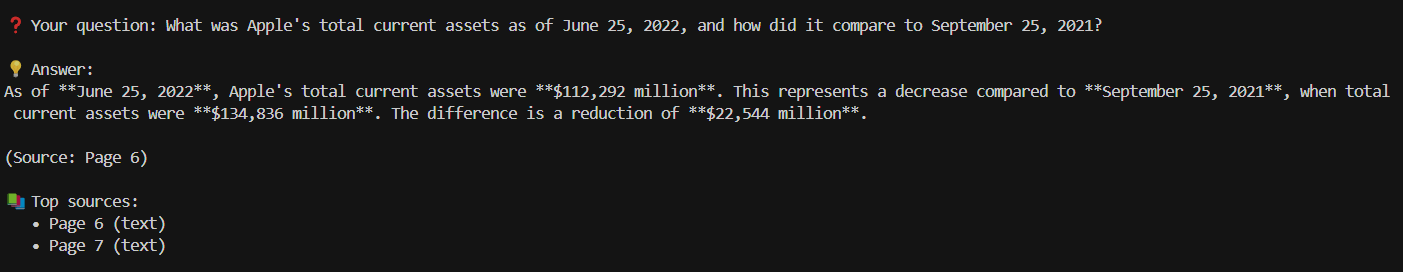 ❓ Your question: What was Apple's total current assets as of June 25, 2022, and how did it compare to September 25, 2021?
💡 Answer:
As of **June 25, 2022**, Apple's total current assets were **$112,292 million**. This represents a decrease compared to **September 25, 2021**, when total
current assets were **$134,836 million**. The difference is a reduction of **$22,544 million**.
(Source: Page 6)
📚 Top sources:
• Page 6 (text)
• Page 7 (text)